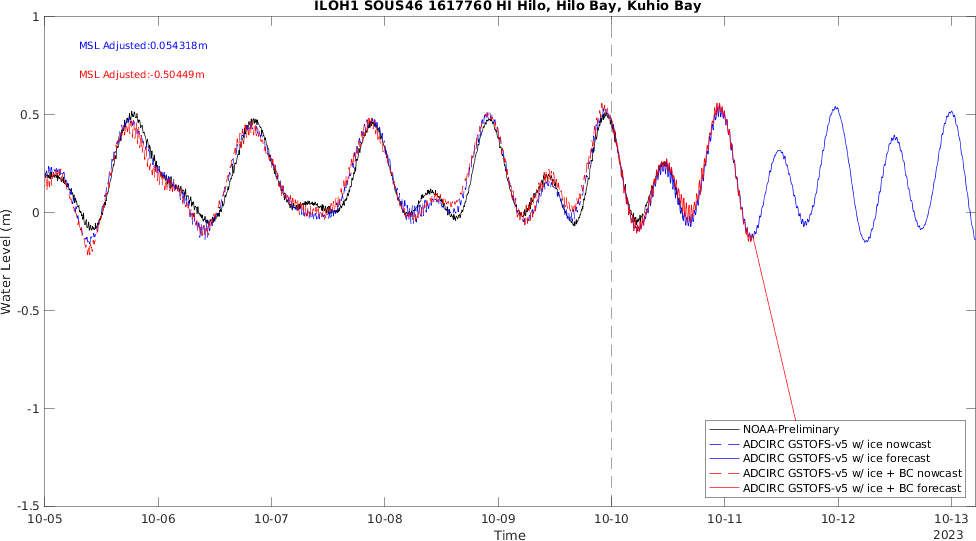 ILOH1 SOUS46 1617760 HI Hilo, Hilo Bay, Kuhio Bay
MSL Adjusted:0.054318m
MSL Adjusted:-0.50449m
1
0.5
0
-0.5
-1
-1.5
Water Level (m)
NOAA-Preliminary
ADCIRC GSTOFS-v5 w/ ice nowcast
ADCIRC GSTOFS-v5 w/ ice forecast
ADCIRC GSTOFS-v5 w/ ice + BC nowcast
ADCIRC GSTOFS-v5 w/ ice + BC forecast
10-05 10-06 10-07 10-08 10-09 10-10 10-11 10-12 10-13
Time
2023